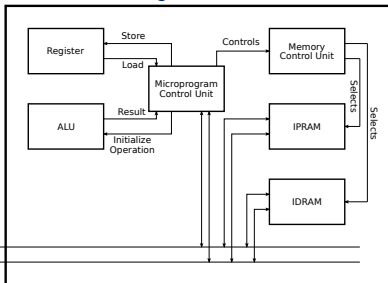 Store
Controls
Register
Load
Memory
Control Unit
Microprogram
Control Unit
Selects
Selects
Result
ALU
Initialize
Operation
IPRAM
IDRAM